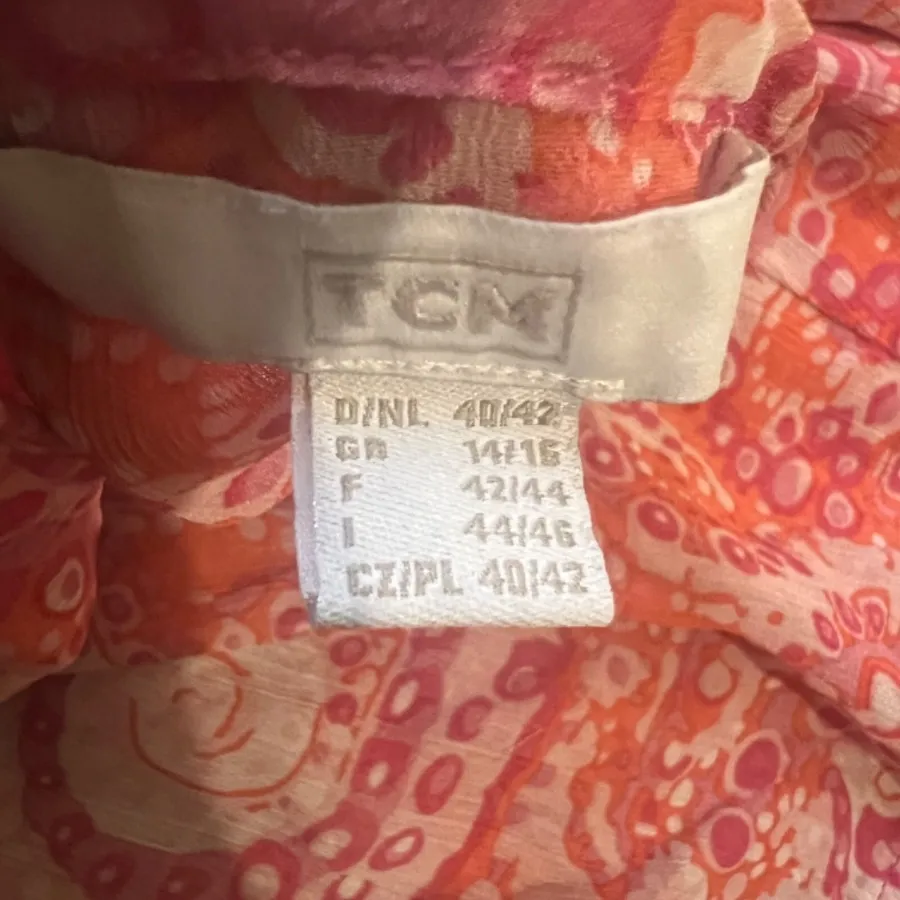 TCM
D/NL 40/42
GB 14/16
F 42/44
I 44/46
CZ/PL 40/42